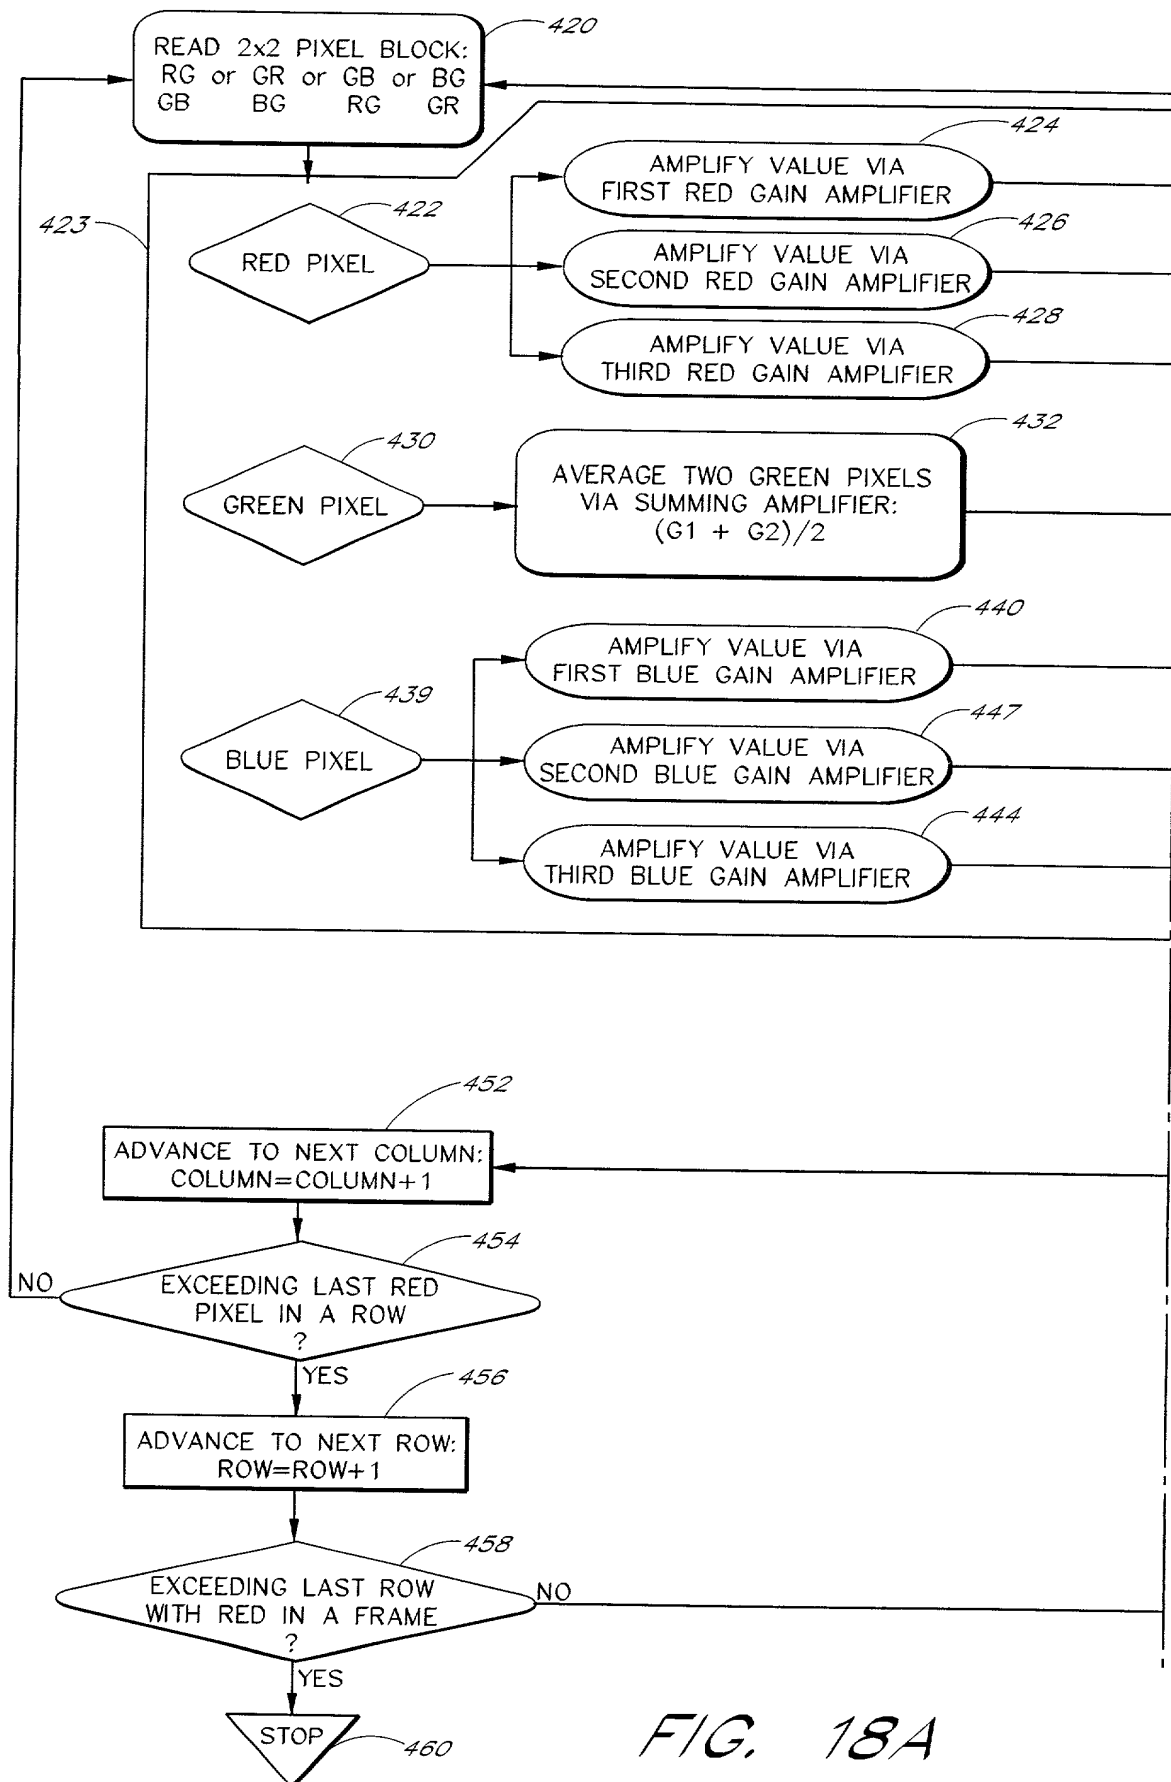 420
READ 2x2 PIXEL BLOCK:
RG or GR or GB or BG
GB BG RG GR
424
AMPLIFY VALUE VIA
FIRST RED GAIN AMPLIFIER
423
422
RED PIXEL
426
AMPLIFY VALUE VIA
SECOND RED GAIN AMPLIFIER
428
AMPLIFY VALUE VIA
THIRD RED GAIN AMPLIFIER
430
GREEN PIXEL
432
AVERAGE TWO GREEN PIXELS
VIA SUMMING AMPLIFIER:
(G1 + G2)/2
440
AMPLIFY VALUE VIA
FIRST BLUE GAIN AMPLIFIER
439
BLUE PIXEL
447
AMPLIFY VALUE VIA
SECOND BLUE GAIN AMPLIFIER
444
AMPLIFY VALUE VIA
THIRD BLUE GAIN AMPLIFIER
452
ADVANCE TO NEXT COLUMN:
COLUMN=COLUMN+1
454
NO
EXCEEDING LAST RED
PIXEL IN A ROW
?
YES
456
ADVANCE TO NEXT ROW:
ROW=ROW+1
458
EXCEEDING LAST ROW
WITH RED IN A FRAME
?
NO
YES
STOP
460
FIG. 18A